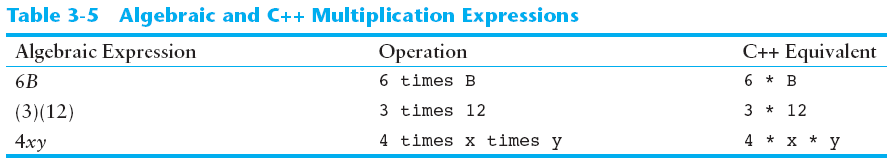 Table 3-5 Algebraic and C++ Multiplication Expressions
Algebraic Expression Operation C++ Equivalent
6B 6 times B 6 * B
(3)(12) 3 times 12 3 * 12
4xy 4 times x times y 4 * x * y